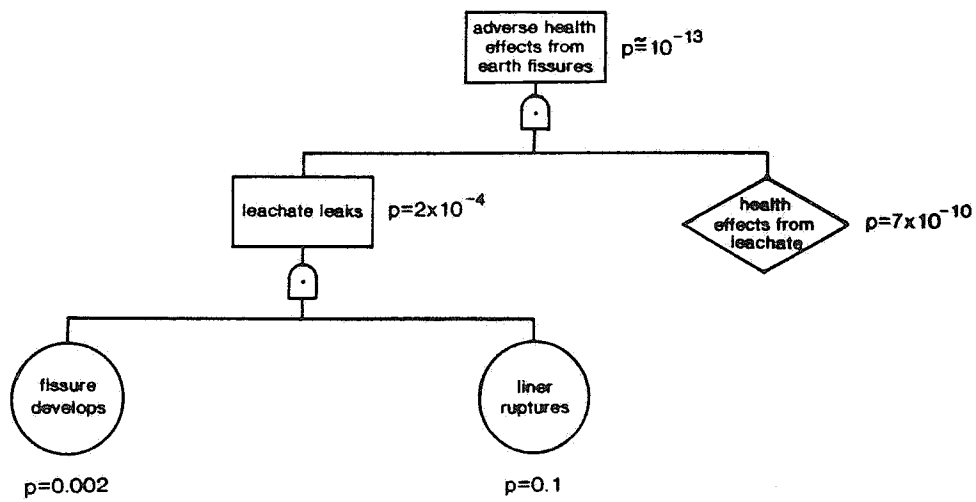 adverse health
effects from
earth fissures
p≅10⁻¹³
leachate leaks
p=2x10⁻⁴
health
effects from
leachate
p=7x10⁻¹⁰
fissure
develops
liner
ruptures
p=0.002
p=0.1